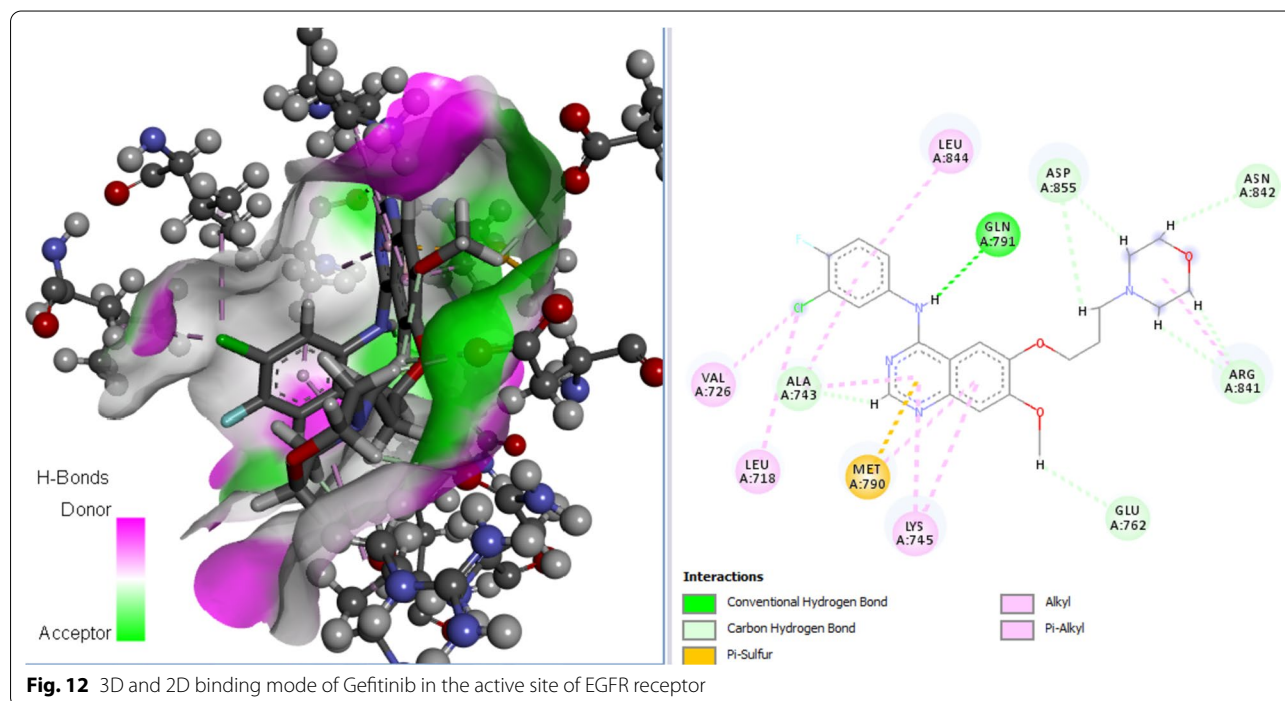 H-Bonds
Donor
Acceptor
LEU
A:844
ASP
A:855
ASN
A:842
GLN
A:791
F
Cl
N
H
N
N
O
O
H
H
H
N
H
H
H
O
VAL
A:726
ALA
A:743
H
ARG
A:841
LEU
A:718
MET
A:790
LYS
A:745
GLU
A:762
Interactions
Conventional Hydrogen Bond
Carbon Hydrogen Bond
Pi-Sulfur
Alkyl
Pi-Alkyl
Fig. 12 3D and 2D binding mode of Gefitinib in the active site of EGFR receptor